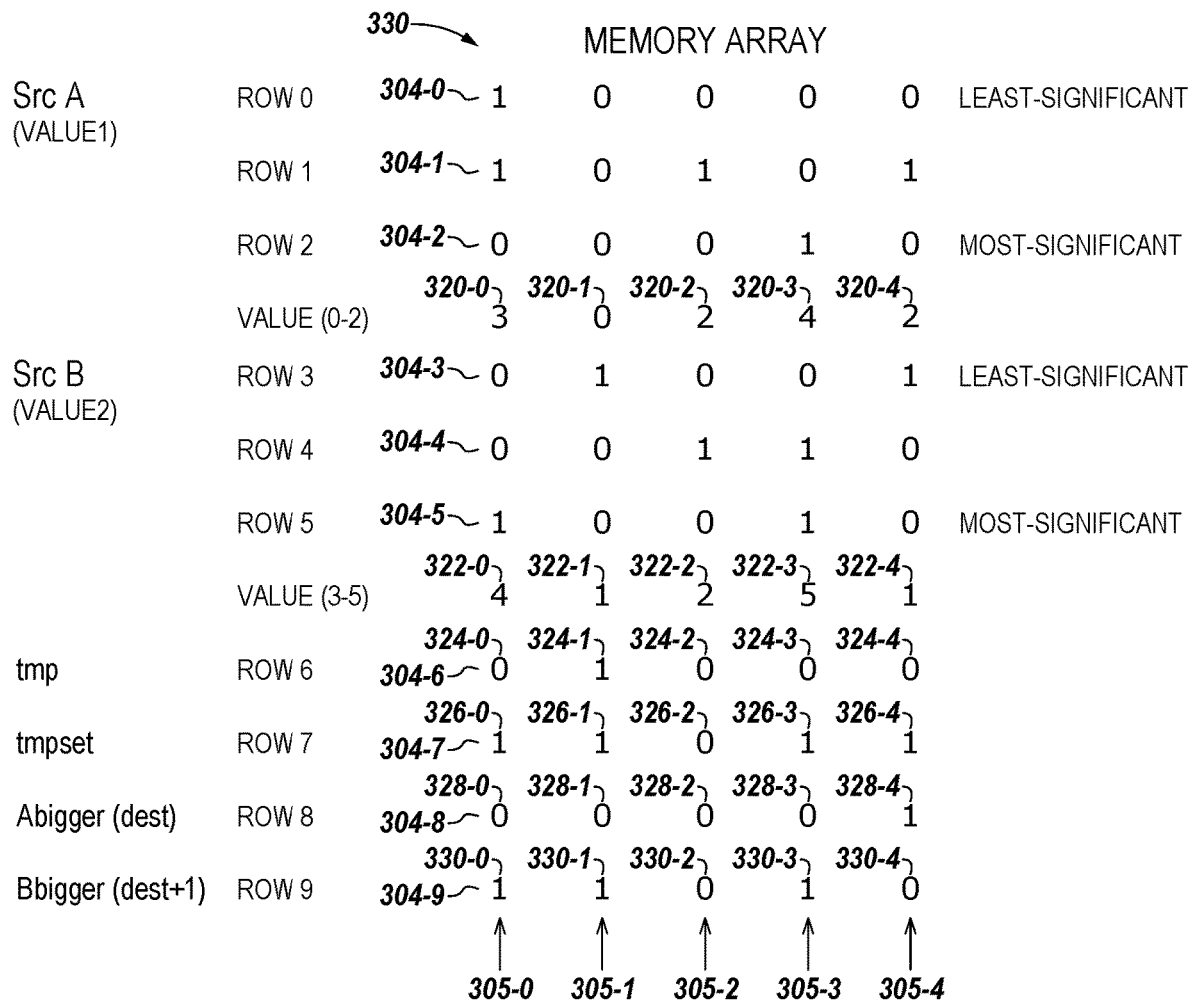 330 MEMORY ARRAY
Src A ROW 0 304-0 1 0 0 0 0 LEAST-SIGNIFICANT
(VALUE1)
ROW 1 304-1 1 0 1 0 1
ROW 2 304-2 0 0 0 1 0 MOST-SIGNIFICANT
320-0 320-1 320-2 320-3 320-4
VALUE (0-2) 3 0 2 4 2
Src B ROW 3 304-3 0 1 0 0 1 LEAST-SIGNIFICANT
(VALUE2)
ROW 4 304-4 0 0 1 1 0
ROW 5 304-5 1 0 0 1 0 MOST-SIGNIFICANT
322-0 322-1 322-2 322-3 322-4
VALUE (3-5) 4 1 2 5 1
324-0 324-1 324-2 324-3 324-4
tmp ROW 6 304-6 0 1 0 0 0
326-0 326-1 326-2 326-3 326-4
tmpset ROW 7 304-7 1 1 0 1 1
328-0 328-1 328-2 328-3 328-4
Abigger (dest) ROW 8 304-8 0 0 0 0 1
330-0 330-1 330-2 330-3 330-4
Bbigger (dest+1) ROW 9 304-9 1 1 0 1 0
305-0 305-1 305-2 305-3 305-4